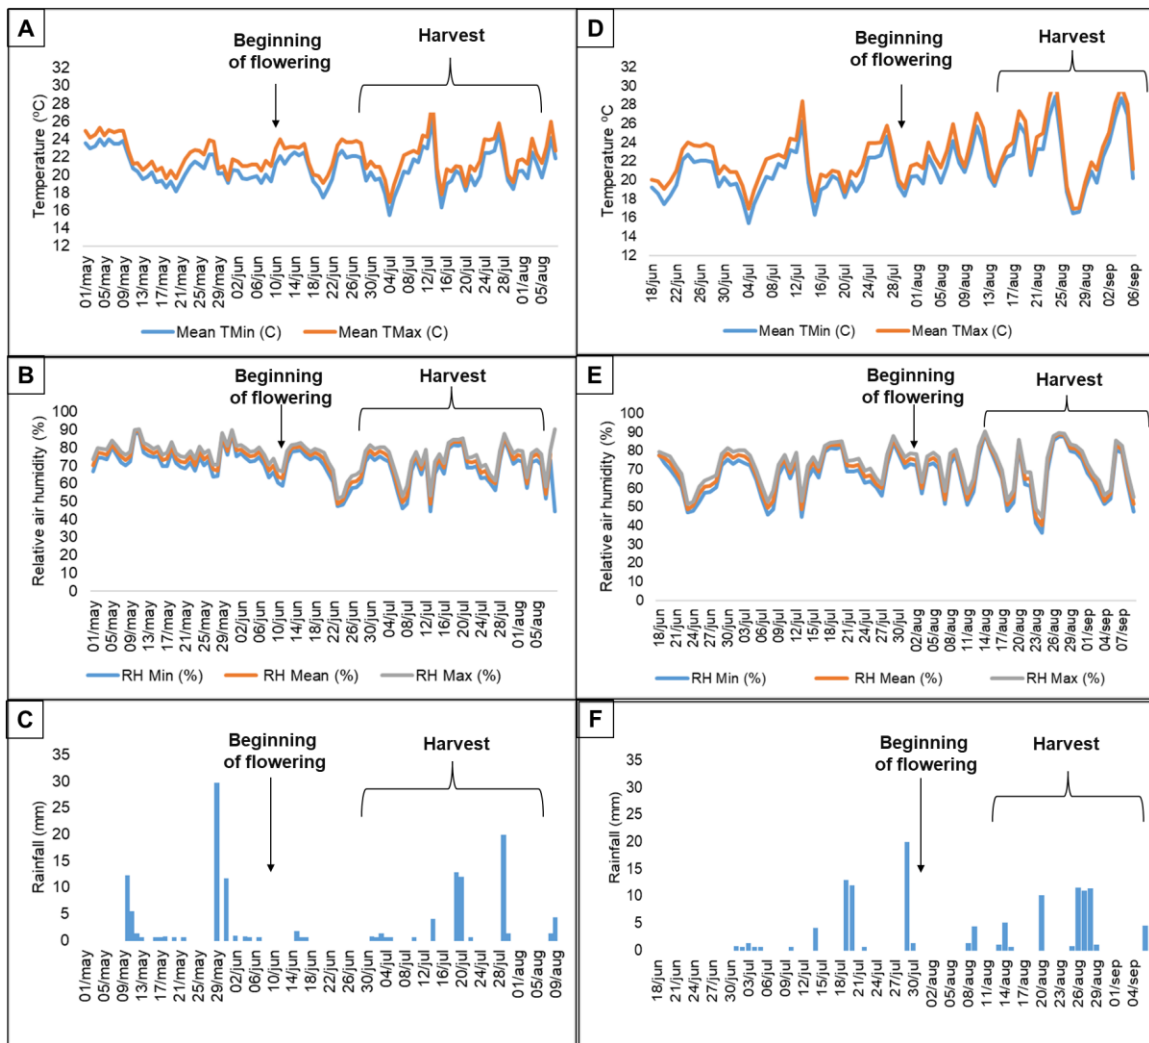 A
Beginning
of flowering
Harvest
Temperature (ºC)
32
30
28
26
24
22
20
18
16
14
12
01/may
05/may
09/may
13/may
17/may
21/may
25/may
29/may
02/jun
06/jun
10/jun
14/jun
18/jun
22/jun
26/jun
30/jun
04/jul
08/jul
12/jul
16/jul
20/jul
24/jul
28/jul
01/aug
05/aug
Mean TMin (C)
Mean TMax (C)
D
Beginning
of flowering
Harvest
Temperature ºC
32
30
28
26
24
22
20
18
16
14
12
18/jun
22/jun
26/jun
30/jun
04/jul
08/jul
12/jul
16/jul
20/jul
24/jul
28/jul
01/aug
05/aug
09/aug
13/aug
17/aug
21/aug
25/aug
29/aug
02/sep
06/sep
Mean TMin (C)
Mean TMax (C)
B
Beginning
of flowering
Harvest
Relative air humidity (%)
100
90
80
70
60
50
40
30
20
10
0
01/may
05/may
09/may
13/may
17/may
21/may
25/may
29/may
02/jun
06/jun
10/jun
14/jun
18/jun
22/jun
26/jun
30/jun
04/jul
08/jul
12/jul
16/jul
20/jul
24/jul
28/jul
01/aug
05/aug
RH Min (%)
RH Mean (%)
RH Max (%)
E
Beginning
of flowering
Harvest
Relative air humidity (%)
100
90
80
70
60
50
40
30
20
10
0
18/jun
21/jun
24/jun
27/jun
30/jun
03/jul
06/jul
09/jul
12/jul
15/jul
18/jul
21/jul
24/jul
27/jul
30/jul
02/aug
05/aug
08/aug
11/aug
14/aug
17/aug
20/aug
23/aug
26/aug
29/aug
01/sep
04/sep
07/sep
RH Min (%)
RH Mean (%)
RH Max (%)
C
Beginning
of flowering
Harvest
Rainfall (mm)
35
30
25
20
15
10
5
0
01/may
05/may
09/may
13/may
17/may
21/may
25/may
29/may
02/jun
06/jun
10/jun
14/jun
18/jun
22/jun
26/jun
30/jun
04/jul
08/jul
12/jul
16/jul
20/jul
24/jul
28/jul
01/aug
05/aug
09/aug
F
Beginning
of flowering
Harvest
Rainfall (mm)
35
30
25
20
15
10
5
0
18/jun
21/jun
24/jun
27/jun
30/jun
03/jul
06/jul
09/jul
12/jul
15/jul
18/jul
21/jul
24/jul
27/jul
30/jul
02/aug
05/aug
08/aug
11/aug
14/aug
17/aug
20/aug
23/aug
26/aug
29/aug
01/sep
04/sep